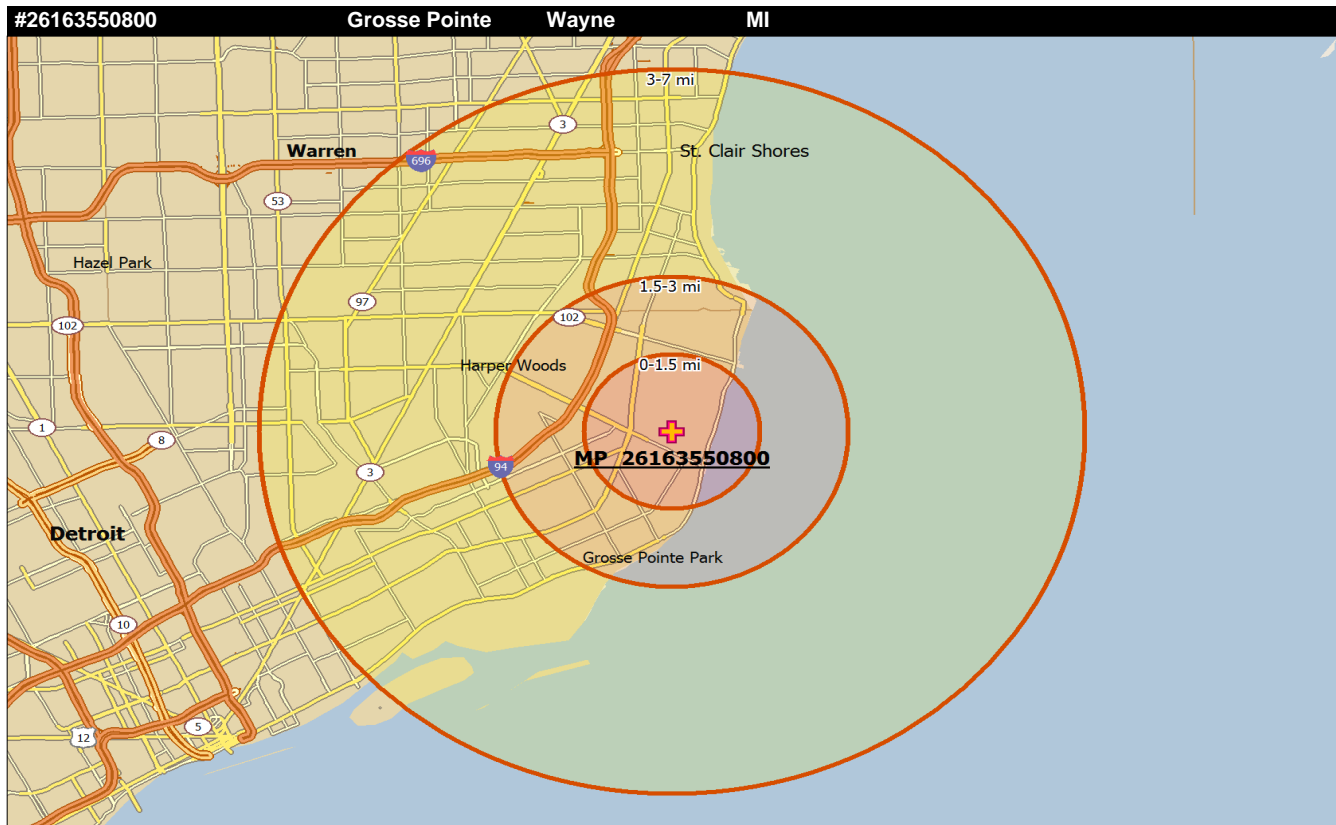 #26163550800 Grosse Pointe Wayne MI
3-7 mi
3
Warren
696
St. Clair Shores
53
Hazel Park
1.5-3 mi
97
102
102
Harper Woods
0-1.5 mi
1
8
MP 26163550800
94
3
Detroit
Grosse Pointe Park
10
5
12